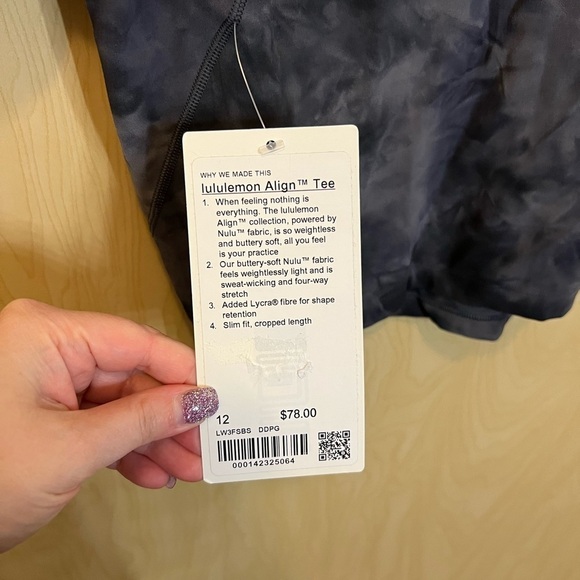 WHY WE MADE THIS
lululemon Align™ Tee
1. When feeling nothing is
everything. The lululemon
Align™ collection, powered by
Nulu™ fabric, is so weightless
and buttery soft, all you feel
is your practice
2. Our buttery-soft Nulu™ fabric
feels weightlessly light and is
sweat-wicking and four-way
stretch
3. Added Lycra® fibre for shape
retention
4. Slim fit, cropped length
12 $78.00
LW3FSBS DDPG
000142325064